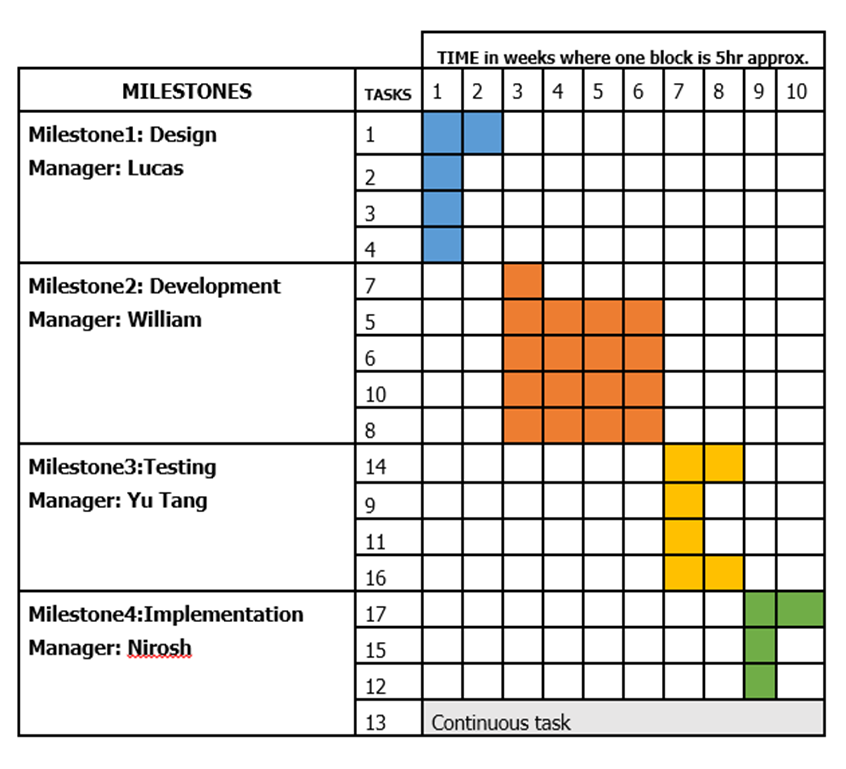 TIME in weeks where one block is 5hr approx.
MILESTONES TASKS 1 2 3 4 5 6 7 8 9 10
Milestone1: Design 1
Manager: Lucas 2
3
4
Milestone2: Development 7
Manager: William 5
6
10
8
Milestone3:Testing 14
Manager: Yu Tang 9
11
16
Milestone4:Implementation 17
Manager: Nirosh 15
12
13 Continuous task